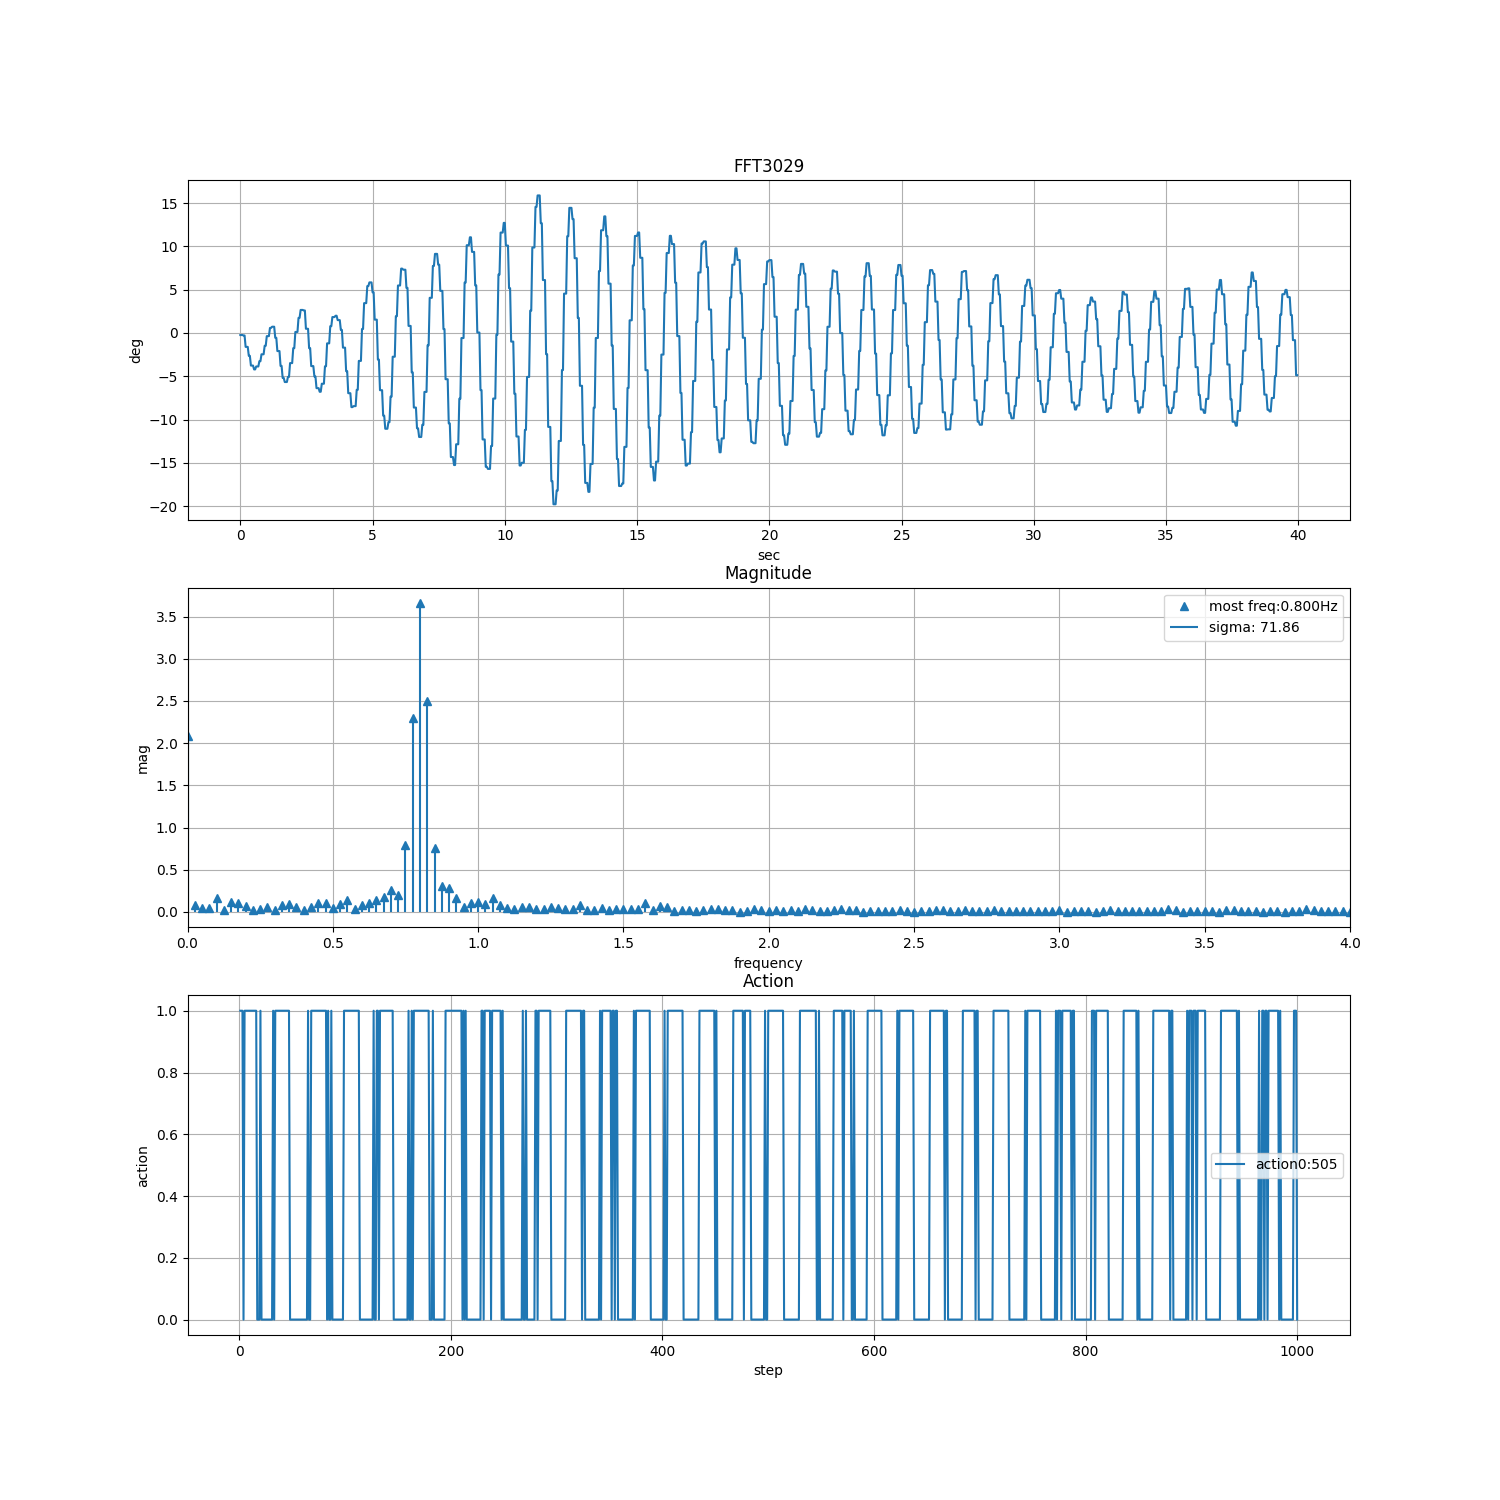 FFT3029
15
10
5
0
−5
−10
−15
−20
deg
0 5 10 15 20 25 30 35 40
sec
Magnitude
most freq:0.800Hz
sigma: 71.86
3.5
3.0
2.5
2.0
1.5
1.0
0.5
0.0
mag
0.0 0.5 1.0 1.5 2.0 2.5 3.0 3.5 4.0
frequency
Action
1.0
0.8
0.6
0.4
0.2
0.0
action
action0:505
0 200 400 600 800 1000
step